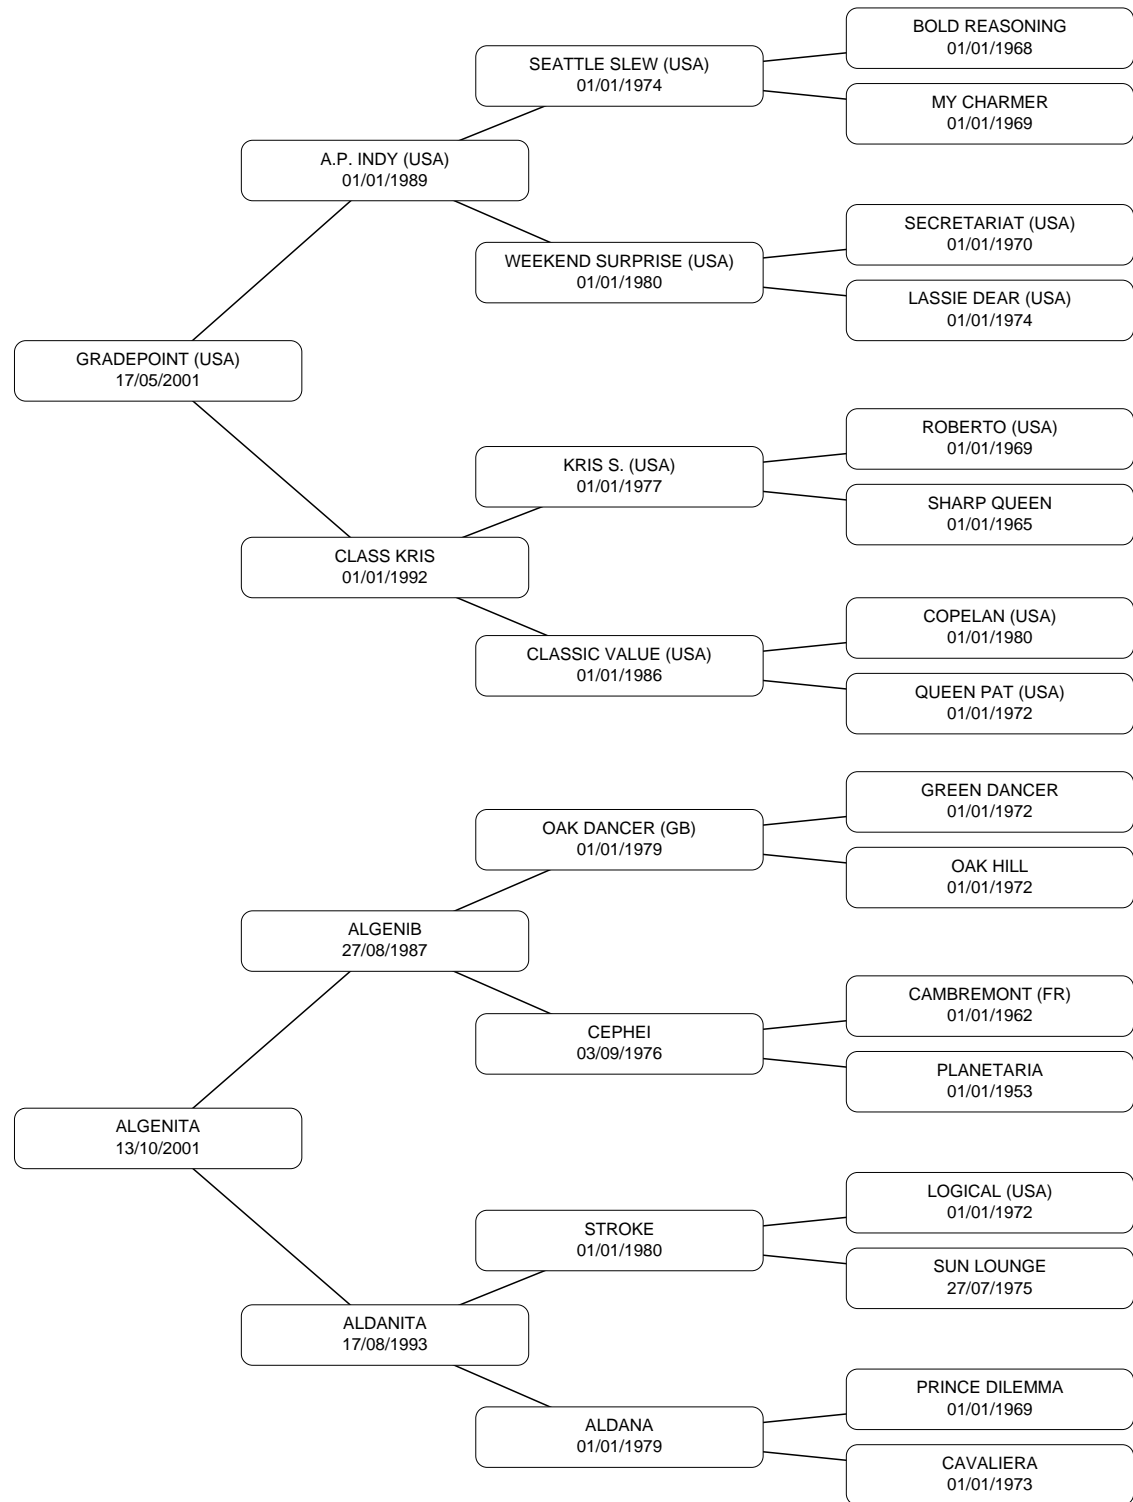 BOLD REASONING
01/01/1968
SEATTLE SLEW (USA)
01/01/1974
MY CHARMER
01/01/1969
A.P. INDY (USA)
01/01/1989
SECRETARIAT (USA)
01/01/1970
WEEKEND SURPRISE (USA)
01/01/1980
LASSIE DEAR (USA)
01/01/1974
GRADEPOINT (USA)
17/05/2001
ROBERTO (USA)
01/01/1969
KRIS S. (USA)
01/01/1977
SHARP QUEEN
01/01/1965
CLASS KRIS
01/01/1992
COPELAN (USA)
01/01/1980
CLASSIC VALUE (USA)
01/01/1986
QUEEN PAT (USA)
01/01/1972
GREEN DANCER
01/01/1972
OAK DANCER (GB)
01/01/1979
OAK HILL
01/01/1972
ALGENIB
27/08/1987
CAMBREMONT (FR)
01/01/1962
CEPHEI
03/09/1976
PLANETARIA
01/01/1953
ALGENITA
13/10/2001
LOGICAL (USA)
01/01/1972
STROKE
01/01/1980
SUN LOUNGE
27/07/1975
ALDANITA
17/08/1993
PRINCE DILEMMA
01/01/1969
ALDANA
01/01/1979
CAVALIERA
01/01/1973